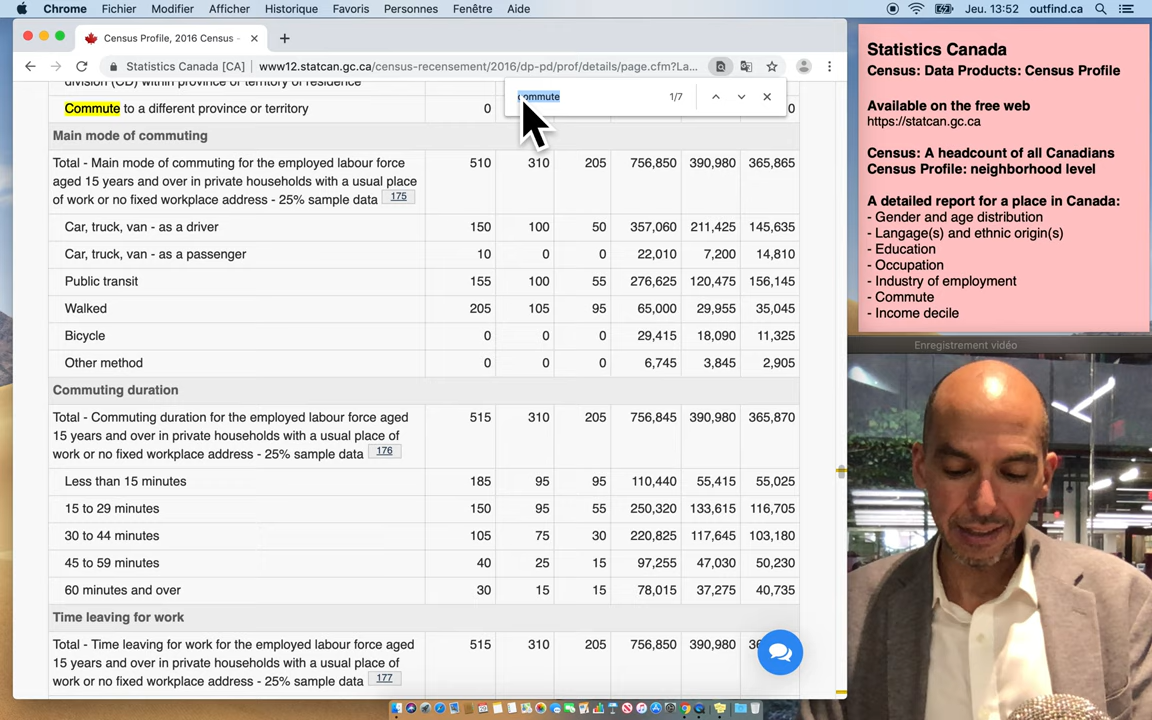 Chrome Fichier Modifier Affichage Historique Favoris Personnes Fenêtre Aide Jeu. 13:52 outfind.ca
Census Profile, 2016 Census -
Statistics Canada [CA] www12.statcan.gc.ca/census-recensement/2016/dp-pd/prof/details/page.cfm?La...
commute 1/7
Commute to a different province or territory 0 0
Main mode of commuting
Total - Main mode of commuting for the employed labour force 510 310 205 756,850 390,980 365,865
aged 15 years and over in private households with a usual place
of work or no fixed workplace address - 25% sample data 175
Car, truck, van - as a driver 150 100 50 357,060 211,425 145,635
Car, truck, van - as a passenger 10 0 0 22,010 7,200 14,810
Public transit 155 100 55 276,625 120,475 156,145
Walked 205 105 95 65,000 29,955 35,045
Bicycle 0 0 0 29,415 18,090 11,325
Other method 0 0 0 6,745 3,845 2,905
Commuting duration
Total - Commuting duration for the employed labour force aged 515 310 205 756,845 390,980 365,870
15 years and over in private households with a usual place of
work or no fixed workplace address - 25% sample data 176
Less than 15 minutes 185 95 95 110,440 55,415 55,025
15 to 29 minutes 150 95 55 250,320 133,615 116,705
30 to 44 minutes 105 75 30 220,825 117,645 103,180
45 to 59 minutes 40 25 15 97,255 47,030 50,230
60 minutes and over 30 15 15 78,015 37,275 40,735
Time leaving for work
Total - Time leaving for work for the employed labour force aged 515 310 205 756,850 390,980
15 years and over in private households with a usual place of
work or no fixed workplace address - 25% sample data 177
Statistics Canada
Census: Data Products: Census Profile
Available on the free web
https://statcan.gc.ca
Census: A headcount of all Canadians
Census Profile: neighborhood level
A detailed report for a place in Canada:
- Gender and age distribution
- Langage(s) and ethnic origin(s)
- Education
- Occupation
- Industry of employment
- Commute
- Income decile
Enregistrement vidéo